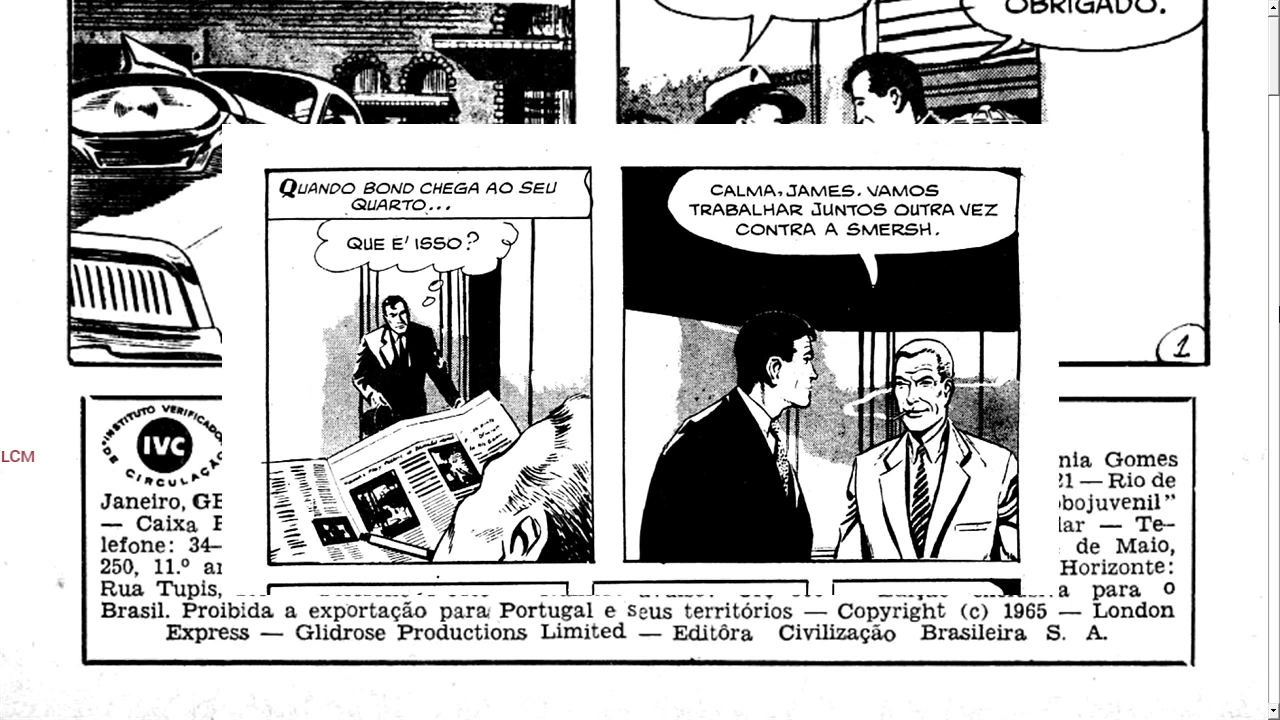 OBRIGADO.
QUANDO BOND CHEGA AO SEU
QUARTO...
QUE E' ISSO?
CALMA, JAMES. VAMOS
TRABALHAR JUNTOS OUTRA VEZ
CONTRA A SMERSH.
1
INSTITUTO VERIFICADO
DE CIRCULAÇÃO
IVC
LCM
nia Gomes
Janeiro, GB
21 — Rio de
— Caixa
obojuvenil"
lefone: 34—
lar — Te-
250, 11.º
de Maio,
Rua Tupis,
Horizonte:
a para o
Brasil. Proibida a exportação para Portugal e seus territórios — Copyright (c) 1965 — London
Express — Glidrose Productions Limited — Editôra Civilização Brasileira S. A.